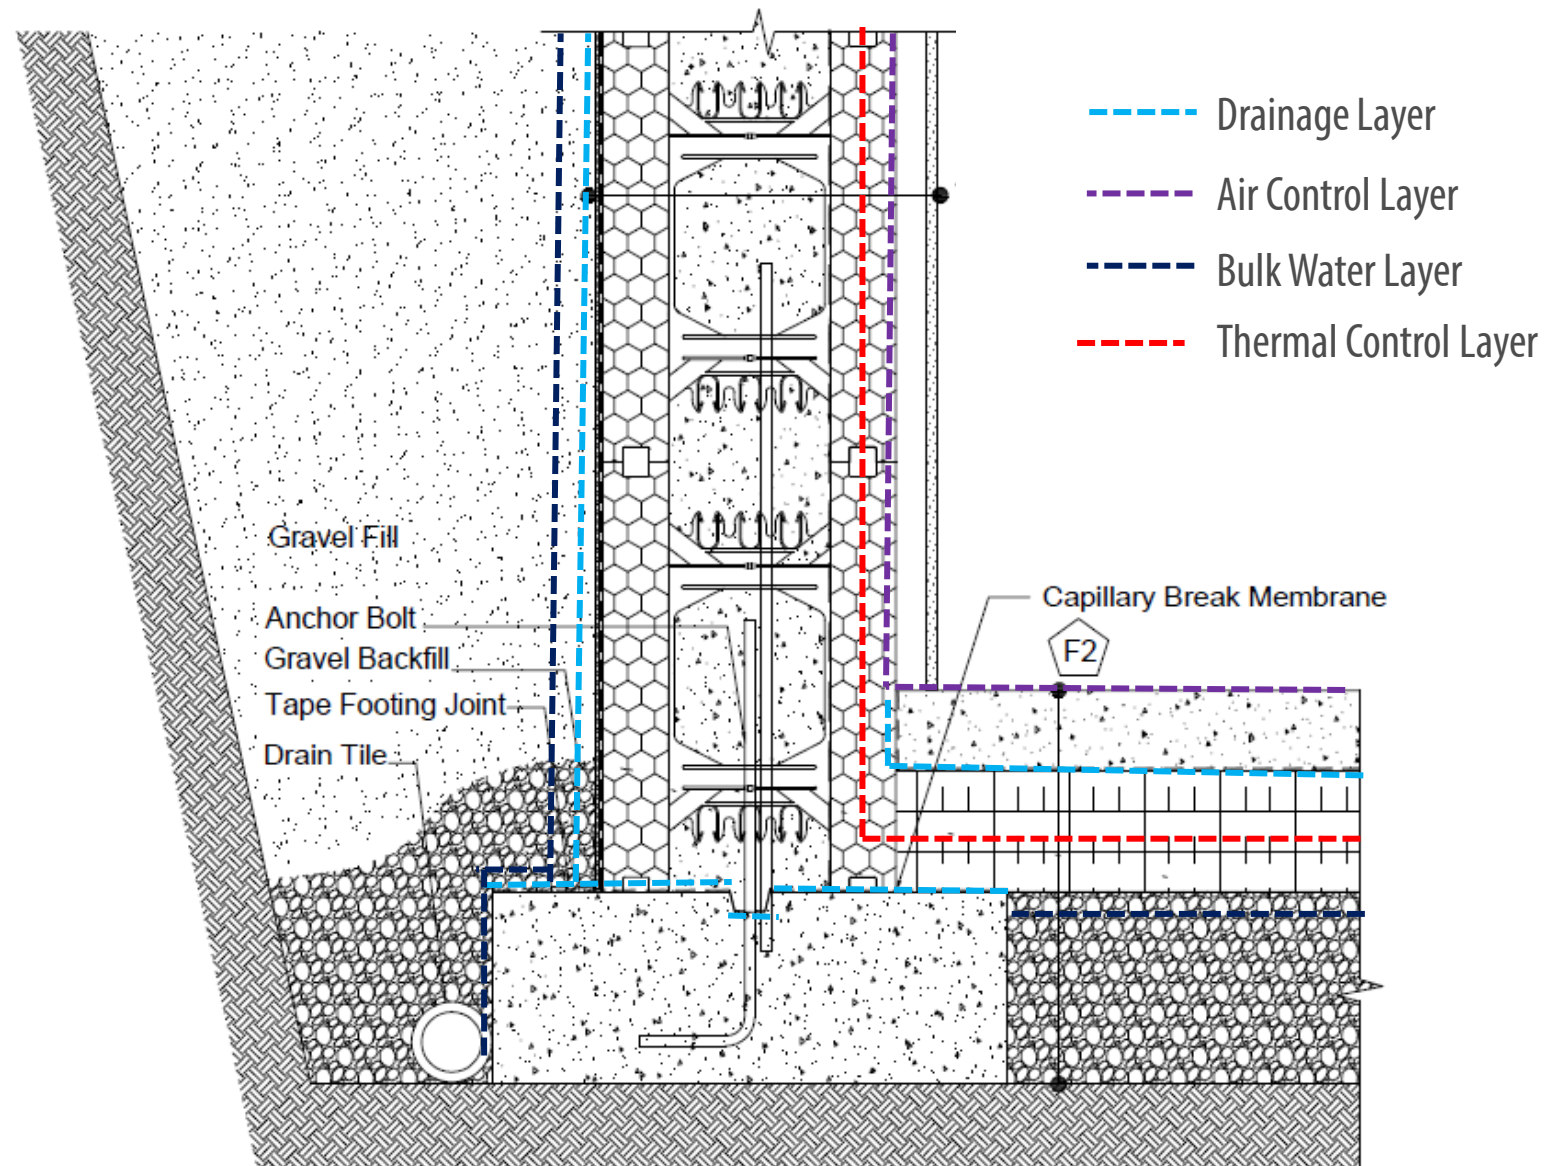 Drainage Layer
Air Control Layer
Bulk Water Layer
Thermal Control Layer
Gravel Fill
Anchor Bolt
Gravel Backfill
Tape Footing Joint
Drain Tile
Capillary Break Membrane
F2